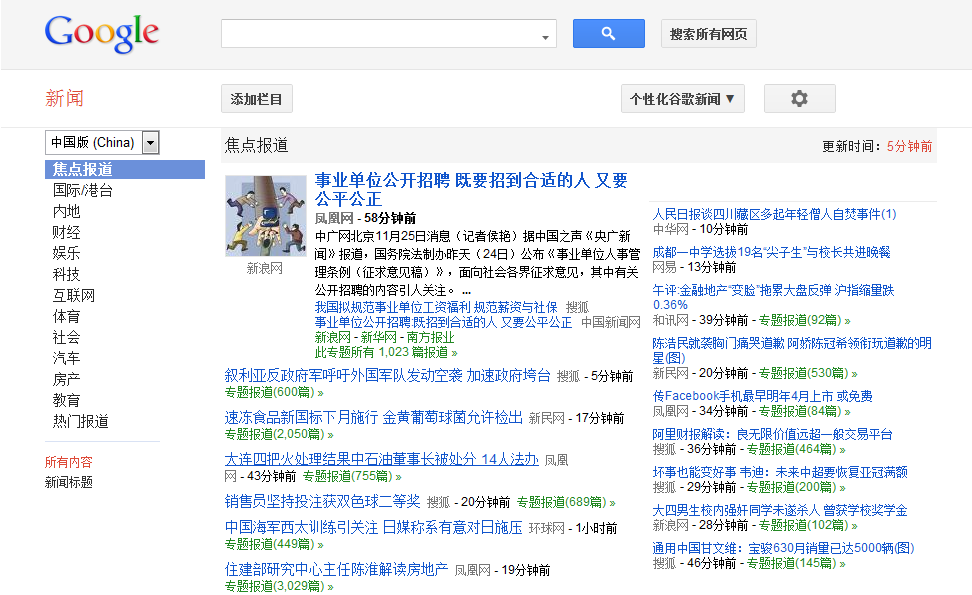 Google
搜索所有网页
新闻
添加栏目
个性化谷歌新闻 ▼
中国版 (China)
焦点报道
国际/港台
内地
财经
娱乐
科技
互联网
体育
社会
汽车
房产
教育
热门报道
所有内容
新闻标题
焦点报道
更新时间：5分钟前
新浪网
事业单位公开招聘 既要招到合适的人 又要
公平公正
凤凰网 - 58分钟前
中广网北京11月25日消息（记者侯艳）据中国之声《央广新
闻》报道，国务院法制办昨天（24日）公布《事业单位人事管
理条例（征求意见稿）》，面向社会各界征求意见，其中有关
公开招聘的内容引人关注。 ...
我国拟规范事业单位工资福利 规范薪资与社保 搜狐
事业单位公开招聘:既招到合适的人 又要公平公正 中国新闻网
新浪网 - 新华网 - 南方报业
此专题所有 1,023 篇报道 »
叙利亚反政府军呼吁外国军队发动空袭 加速政府垮台 搜狐 - 5分钟前
专题报道(600篇) »
速冻食品新国标下月施行 金黄葡萄球菌允许检出 新民网 - 17分钟前
专题报道(2,050篇) »
大连四把火处理结果中石油董事长被处分 14人法办 凤凰
网 - 43分钟前 专题报道(755篇) »
销售员坚持投注获双色球二等奖 搜狐 - 20分钟前 专题报道(689篇) »
中国海军西太训练引关注 日媒称系有意对日施压 环球网 - 1小时前
专题报道(449篇) »
住建部研究中心主任陈淮解读房地产 凤凰网 - 19分钟前
专题报道(3,029篇) »
人民日报谈四川藏区多起年轻僧人自焚事件(1)
中华网 - 10分钟前
成都一中学选拔19名“尖子生”与校长共进晚餐
网易 - 13分钟前
午评:金融地产“变脸”拖累大盘反弹 沪指缩量跌
0.36%
和讯网 - 39分钟前 - 专题报道(92篇) »
陈浩民就袭胸门痛哭道歉 阿娇陈冠希领衔玩道歉的明
星(图)
新民网 - 20分钟前 - 专题报道(530篇) »
传Facebook手机最早明年4月上市 或免费
凤凰网 - 34分钟前 - 专题报道(84篇) »
阿里财报解读：良无限价值远超一般交易平台
搜狐 - 36分钟前 - 专题报道(464篇) »
坏事也能变好事 韦迪：未来中超要恢复亚冠满额
搜狐 - 29分钟前 - 专题报道(200篇) »
大四男生校内强奸同学未遂杀人 曾获学校奖学金
新浪网 - 28分钟前 - 专题报道(102篇) »
通用中国甘文维：宝骏630月销量已达5000辆(图)
搜狐 - 46分钟前 - 专题报道(145篇) »